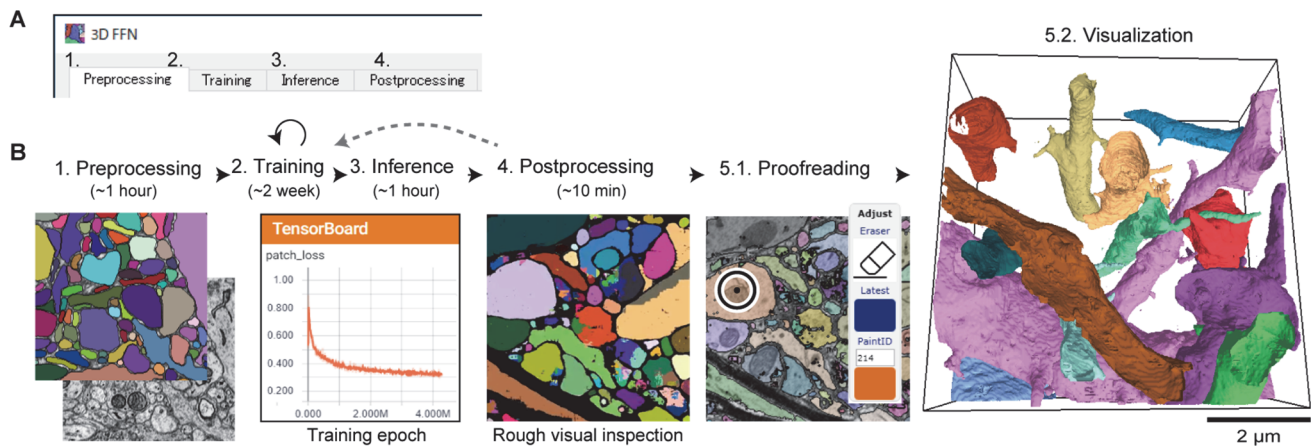 A
3D FFN
1. 2. 3. 4.
Preprocessing Training Inference Postprocessing
5.2. Visualization
B
1. Preprocessing 2. Training 3. Inference 4. Postprocessing 5.1. Proofreading
(~1 hour) (~2 week) (~1 hour) (~10 min)
TensorBoard
patch_loss
1.00
0.800
0.600
0.400
0.200
0.000 2.000M 4.000M
Training epoch
Rough visual inspection
Adjust
Eraser
Latest
PaintID
214
2 µm